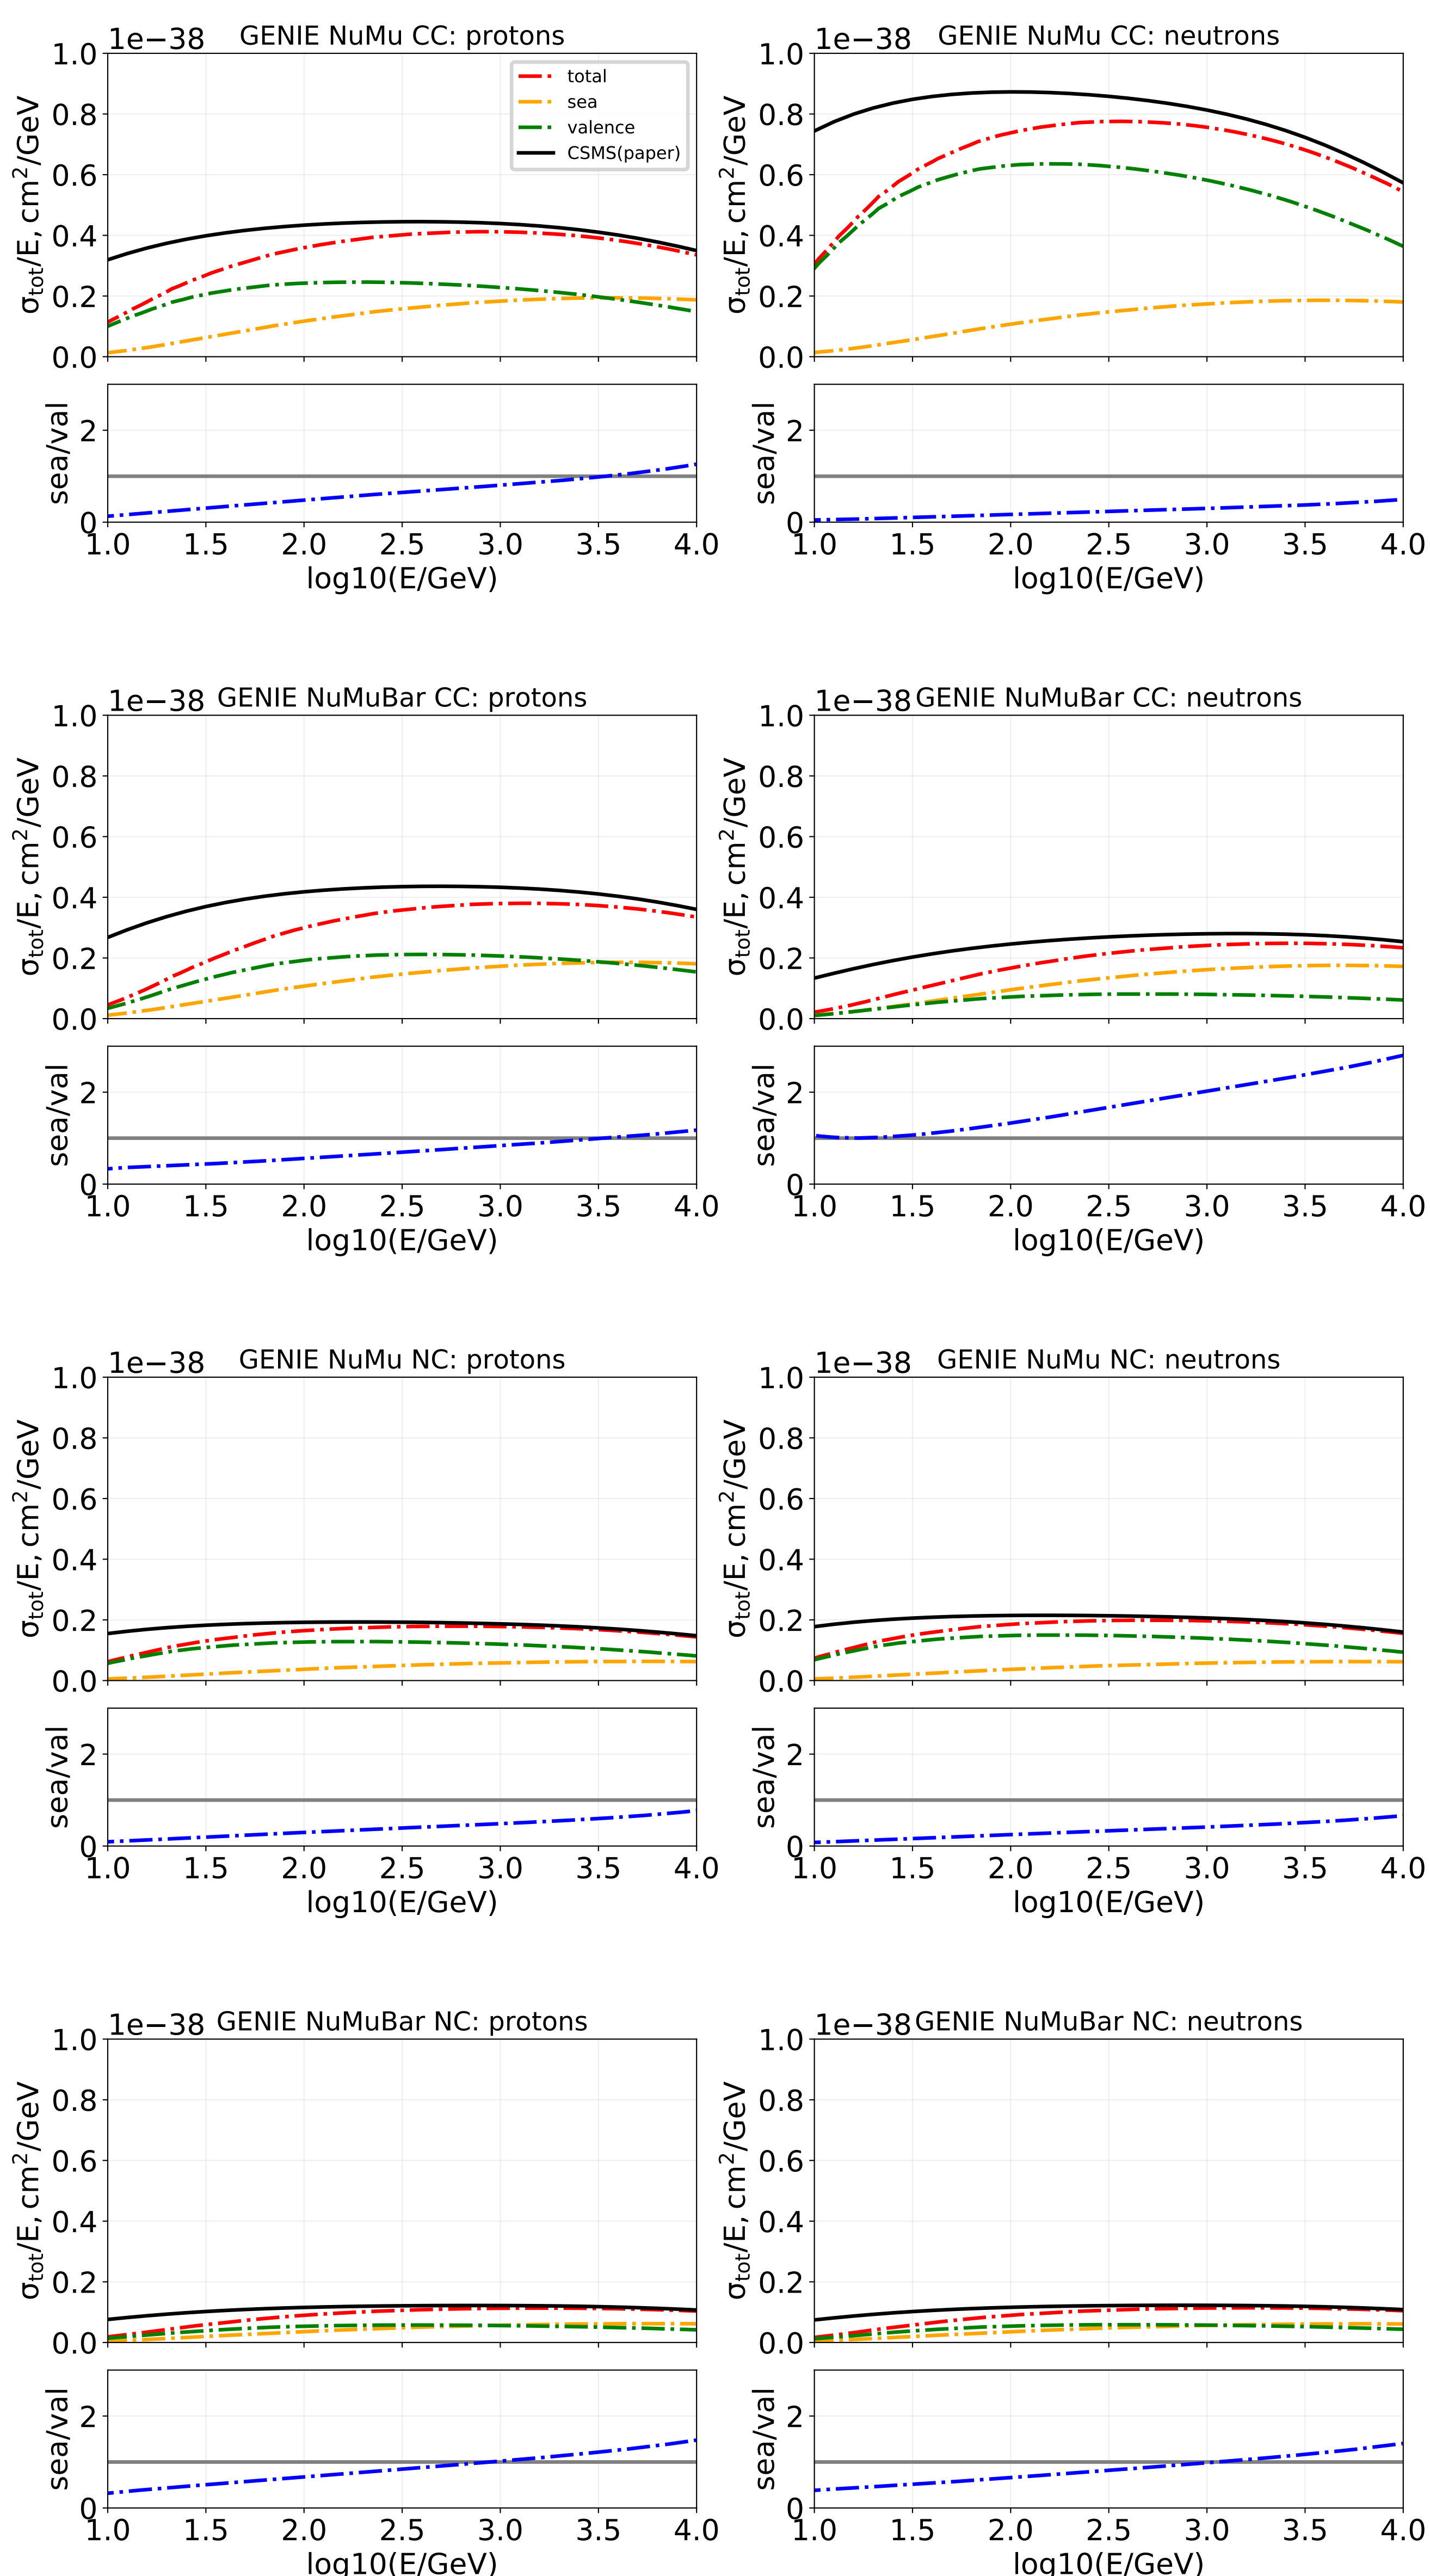 1e−38 GENIE NuMu CC: protons
1.0
0.8
0.6
0.4
0.2
0.0
σtot/E, cm²/GeV
total
sea
valence
CSMS(paper)
2
0
sea/val
1.0 1.5 2.0 2.5 3.0 3.5 4.0
log10(E/GeV)
1e−38 GENIE NuMu CC: neutrons
1.0
0.8
0.6
0.4
0.2
0.0
σtot/E, cm²/GeV
2
0
sea/val
1.0 1.5 2.0 2.5 3.0 3.5 4.0
log10(E/GeV)
1e−38 GENIE NuMuBar CC: protons
1.0
0.8
0.6
0.4
0.2
0.0
σtot/E, cm²/GeV
2
0
sea/val
1.0 1.5 2.0 2.5 3.0 3.5 4.0
log10(E/GeV)
1e−38 GENIE NuMuBar CC: neutrons
1.0
0.8
0.6
0.4
0.2
0.0
σtot/E, cm²/GeV
2
0
sea/val
1.0 1.5 2.0 2.5 3.0 3.5 4.0
log10(E/GeV)
1e−38 GENIE NuMu NC: protons
1.0
0.8
0.6
0.4
0.2
0.0
σtot/E, cm²/GeV
2
0
sea/val
1.0 1.5 2.0 2.5 3.0 3.5 4.0
log10(E/GeV)
1e−38 GENIE NuMu NC: neutrons
1.0
0.8
0.6
0.4
0.2
0.0
σtot/E, cm²/GeV
2
0
sea/val
1.0 1.5 2.0 2.5 3.0 3.5 4.0
log10(E/GeV)
1e−38 GENIE NuMuBar NC: protons
1.0
0.8
0.6
0.4
0.2
0.0
σtot/E, cm²/GeV
2
0
sea/val
1.0 1.5 2.0 2.5 3.0 3.5 4.0
log10(E/GeV)
1e−38 GENIE NuMuBar NC: neutrons
1.0
0.8
0.6
0.4
0.2
0.0
σtot/E, cm²/GeV
2
0
sea/val
1.0 1.5 2.0 2.5 3.0 3.5 4.0
log10(E/GeV)